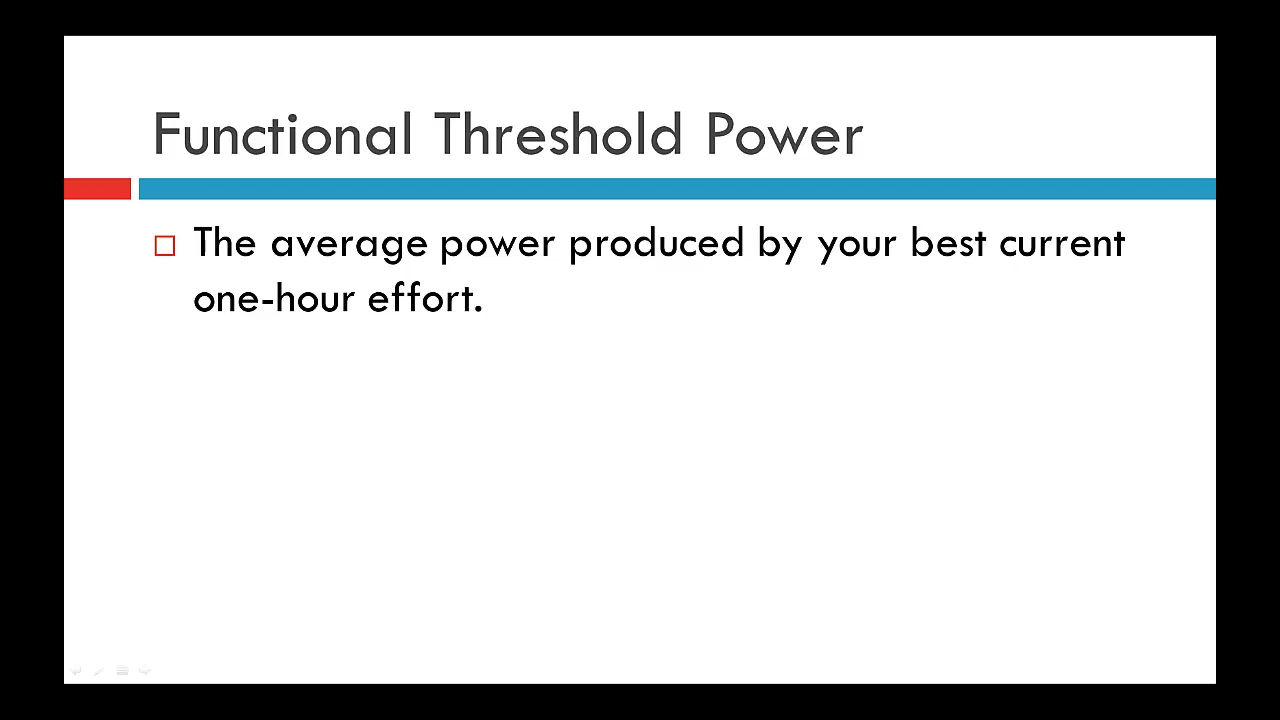 Functional Threshold Power
The average power produced by your best current
one-hour effort.